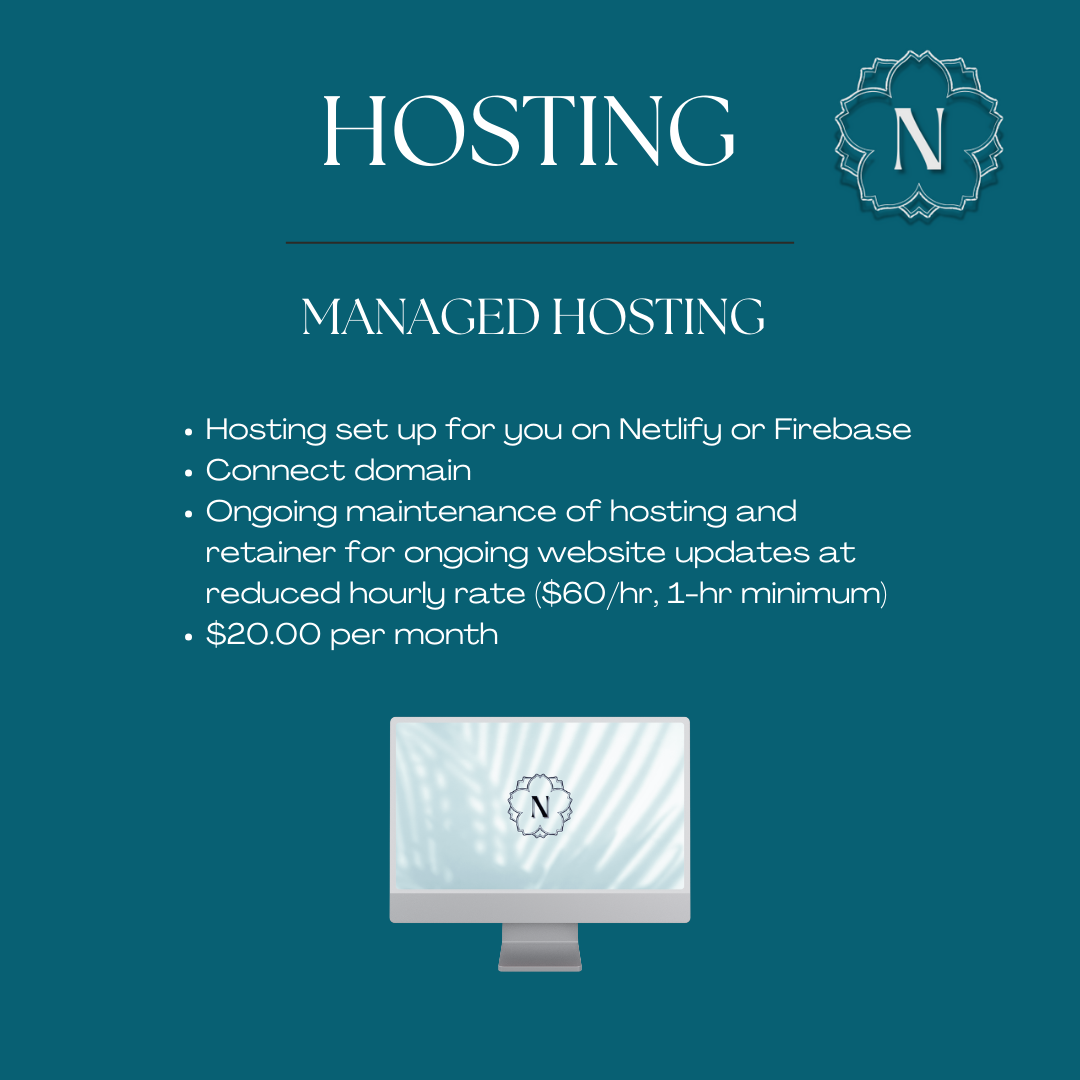 HOSTING
N
MANAGED HOSTING
• Hosting set up for you on Netlify or Firebase
• Connect domain
• Ongoing maintenance of hosting and
retainer for ongoing website updates at
reduced hourly rate ($60/hr, 1-hr minimum)
• $20.00 per month
N